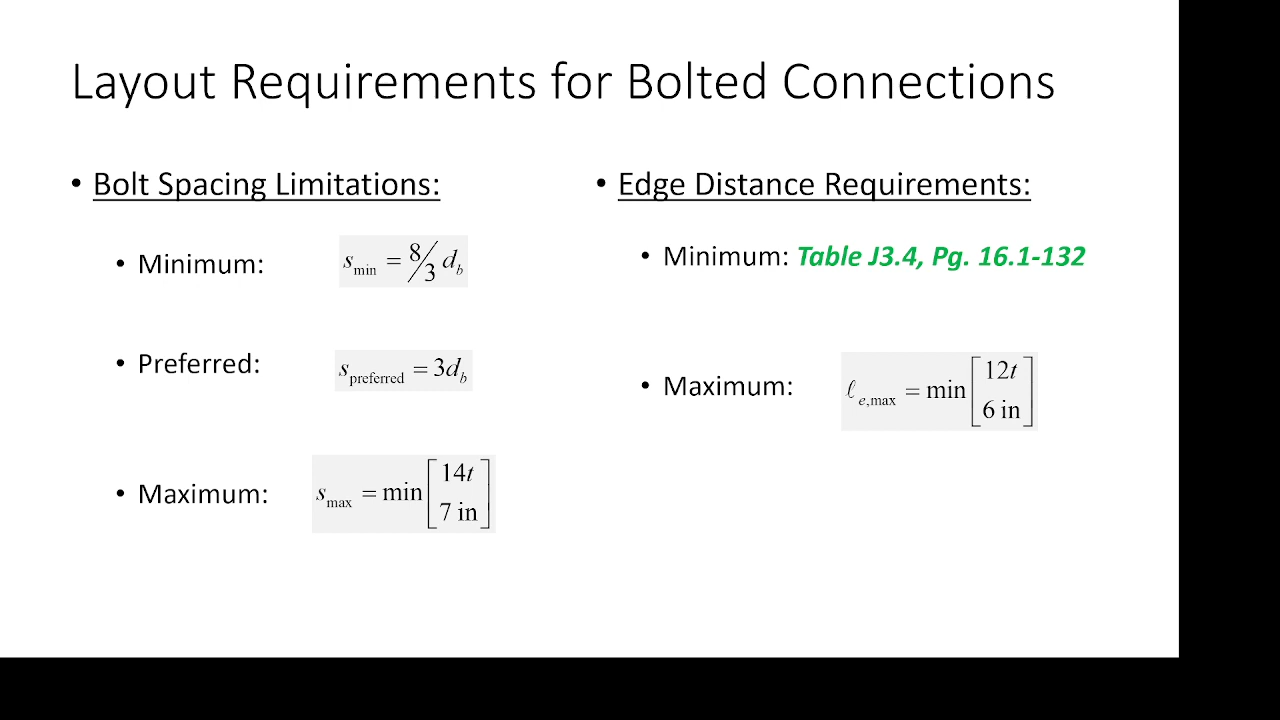 Layout Requirements for Bolted Connections
• Bolt Spacing Limitations:
• Minimum: s_min = 8/3 d_b
• Preferred: s_preferred = 3d_b
• Maximum: s_max = min [14t
7 in]
• Edge Distance Requirements:
• Minimum: Table J3.4, Pg. 16.1-132
• Maximum: ℓ_e,max = min [12t
6 in]